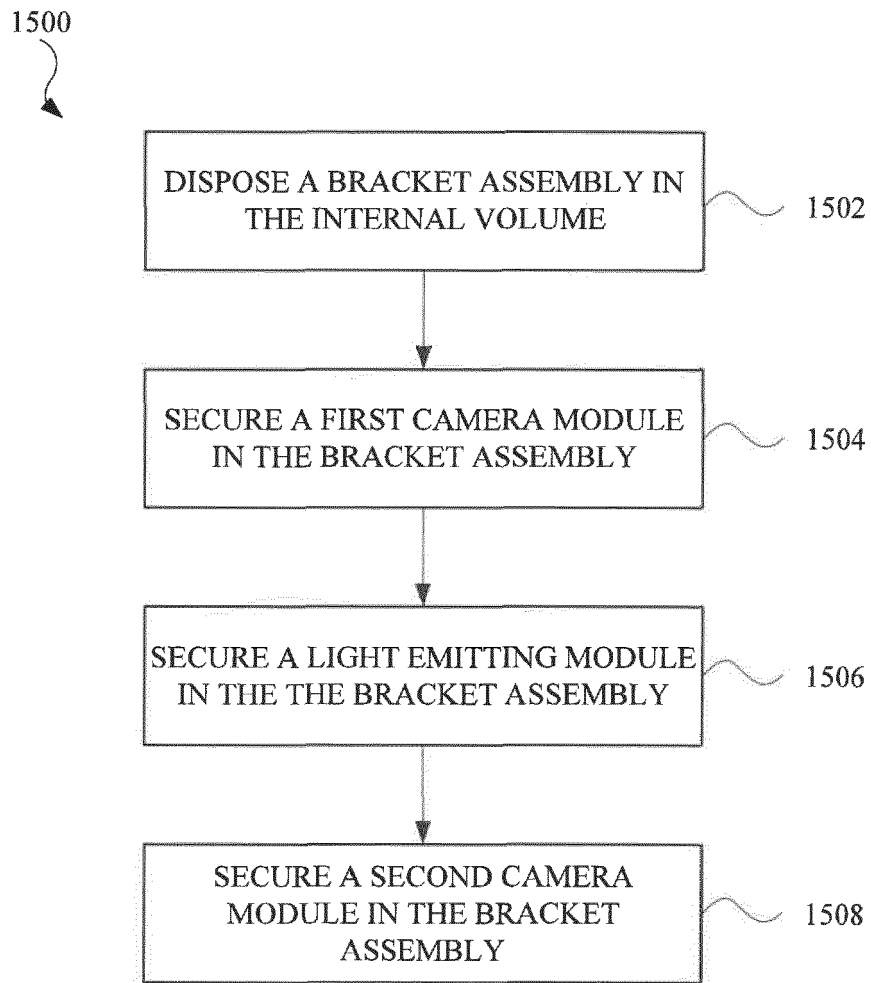 1500
DISPOSE A BRACKET ASSEMBLY IN
THE INTERNAL VOLUME
1502
SECURE A FIRST CAMERA MODULE
IN THE BRACKET ASSEMBLY
1504
SECURE A LIGHT EMITTING MODULE
IN THE THE BRACKET ASSEMBLY
1506
SECURE A SECOND CAMERA
MODULE IN THE BRACKET
ASSEMBLY
1508